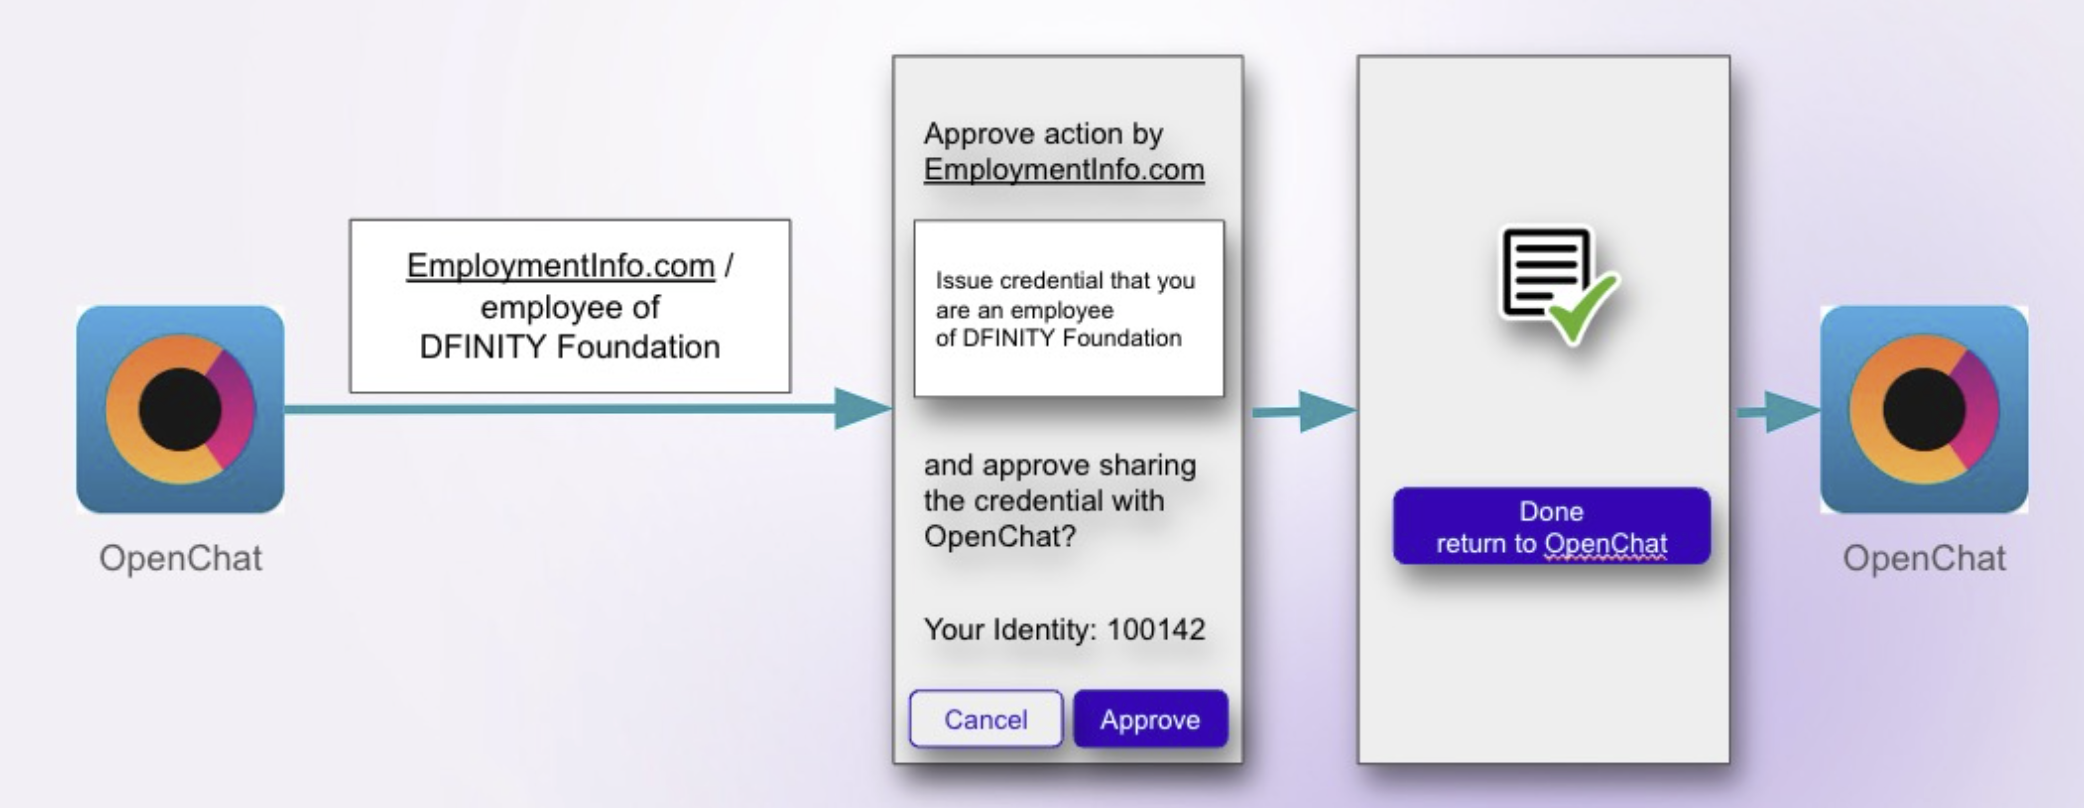 OpenChat
EmploymentInfo.com /
employee of
DFINITY Foundation
Approve action by
EmploymentInfo.com
Issue credential that you
are an employee
of DFINITY Foundation
and approve sharing
the credential with
OpenChat?
Your Identity: 100142
Cancel
Approve
Done
return to OpenChat
OpenChat